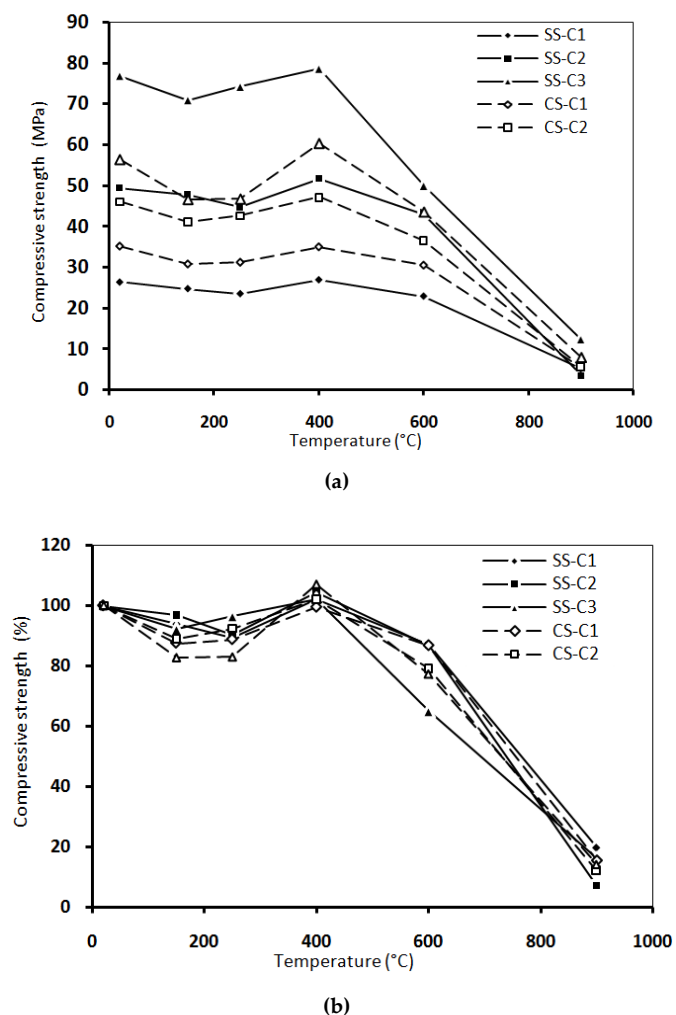 90
80
70
60
50
40
30
20
10
0
Compressive strength (MPa)
SS-C1
SS-C2
SS-C3
CS-C1
CS-C2
0 200 400 600 800 1000
Temperature (°C)
(a)
120
100
80
60
40
20
0
Compressive strength (%)
SS-C1
SS-C2
SS-C3
CS-C1
CS-C2
0 200 400 600 800 1000
Temperature (°C)
(b)